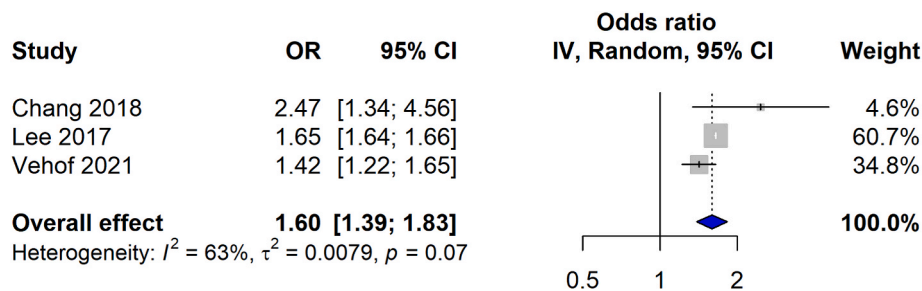 Odds ratio
Study OR 95% CI IV, Random, 95% CI Weight
Chang 2018 2.47 [1.34; 4.56] 4.6%
Lee 2017 1.65 [1.64; 1.66] 60.7%
Vehof 2021 1.42 [1.22; 1.65] 34.8%
Overall effect 1.60 [1.39; 1.83] 100.0%
Heterogeneity: I² = 63%, τ² = 0.0079, p = 0.07
0.5 1 2